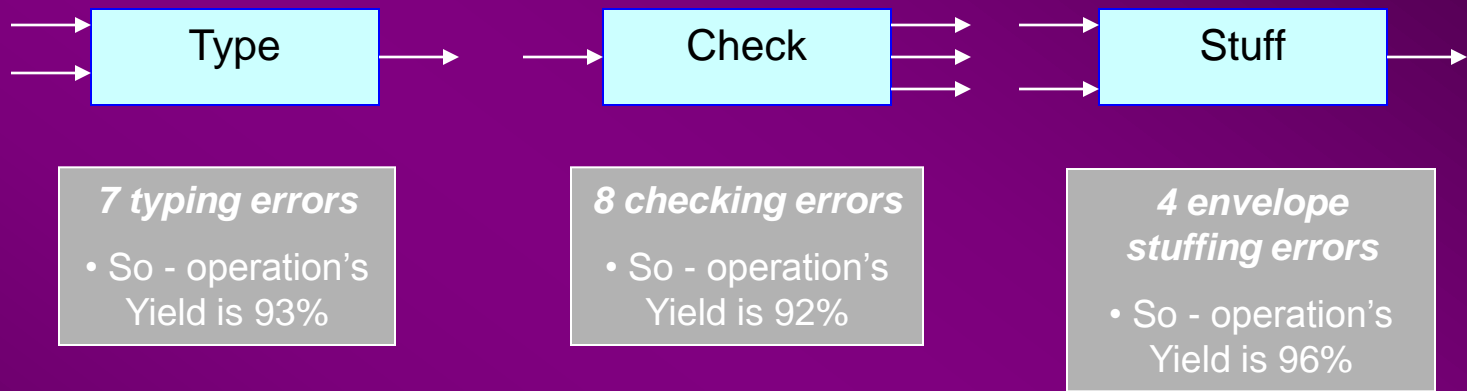 Type
Check
Stuff
7 typing errors
• So - operation's
Yield is 93%
8 checking errors
• So - operation's
Yield is 92%
4 envelope
stuffing errors
• So - operation's
Yield is 96%